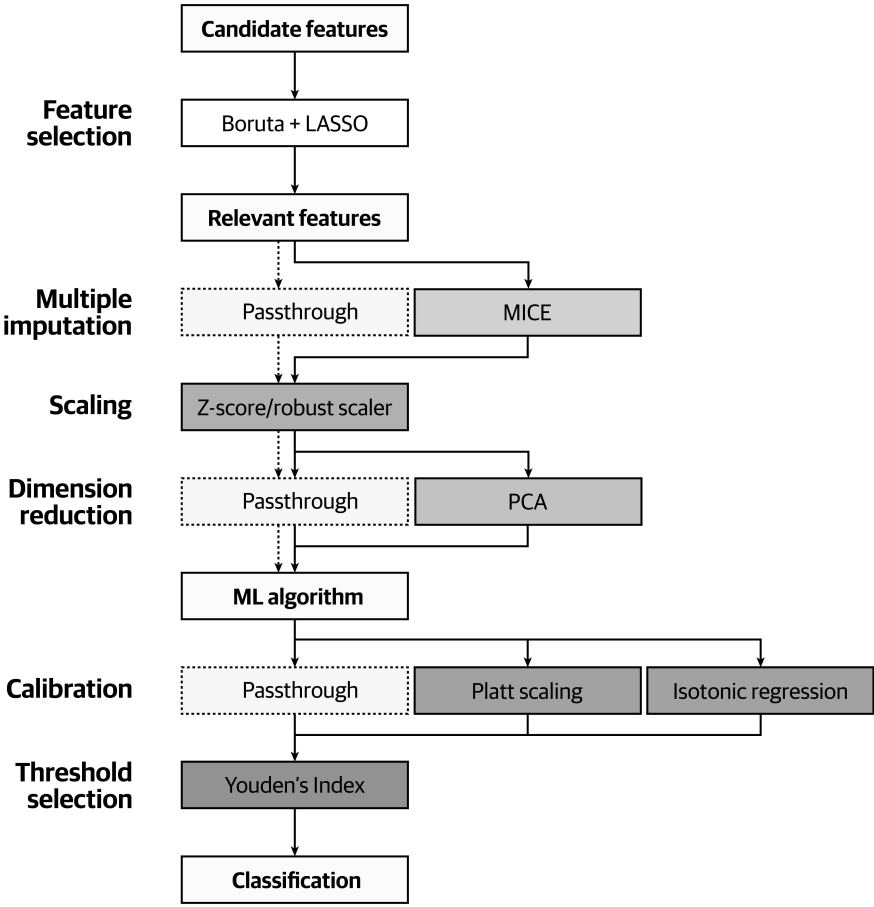 Candidate features
Feature
selection
Boruta + LASSO
Relevant features
Multiple
imputation
Passthrough
MICE
Scaling
Z-score/robust scaler
Dimension
reduction
Passthrough
PCA
ML algorithm
Calibration
Passthrough
Platt scaling
Isotonic regression
Threshold
selection
Youden's Index
Classification